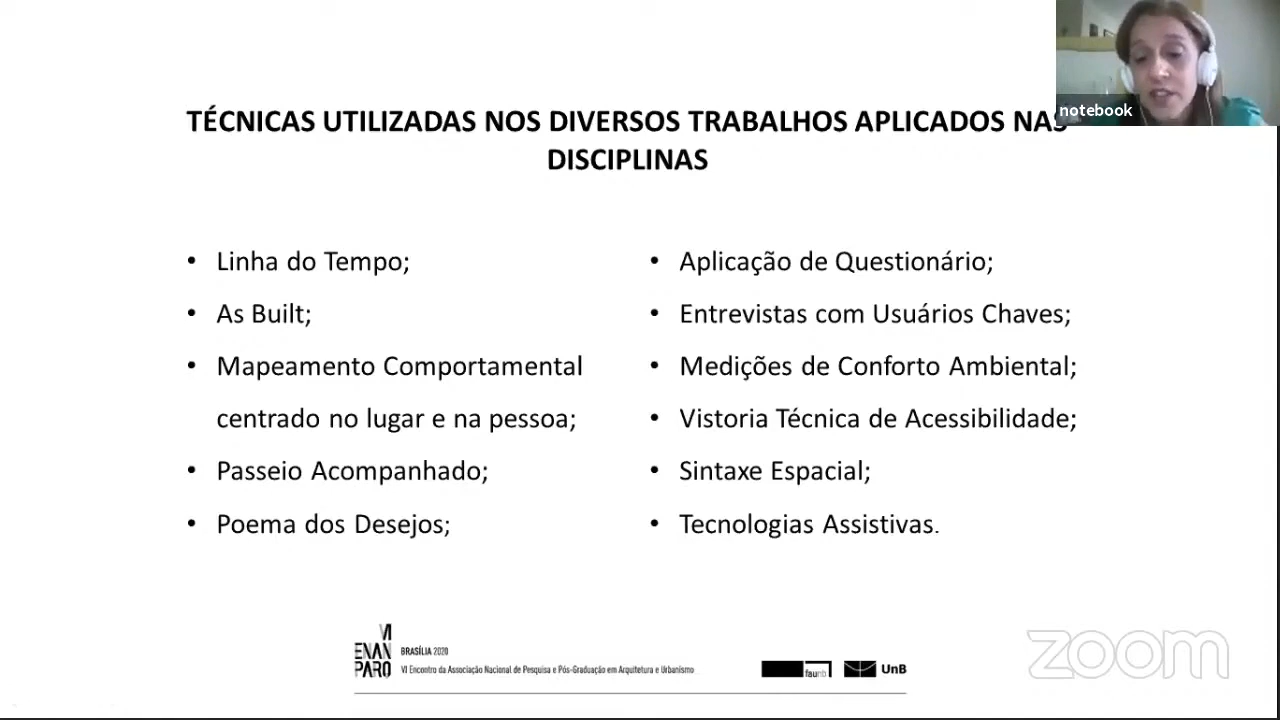 notebook
TÉCNICAS UTILIZADAS NOS DIVERSOS TRABALHOS APLICADOS NAS
DISCIPLINAS
• Linha do Tempo;
• As Built;
• Mapeamento Comportamental
centrado no lugar e na pessoa;
• Passeio Acompanhado;
• Poema dos Desejos;
• Aplicação de Questionário;
• Entrevistas com Usuários Chaves;
• Medições de Conforto Ambiental;
• Vistoria Técnica de Acessibilidade;
• Sintaxe Espacial;
• Tecnologias Assistivas.
VI
ENAN
PARQ
BRASÍLIA 2020
VI Encontro da Associação Nacional de Pesquisa e Pós-Graduação em Arquitetura e Urbanismo
faunb
UnB
zoom